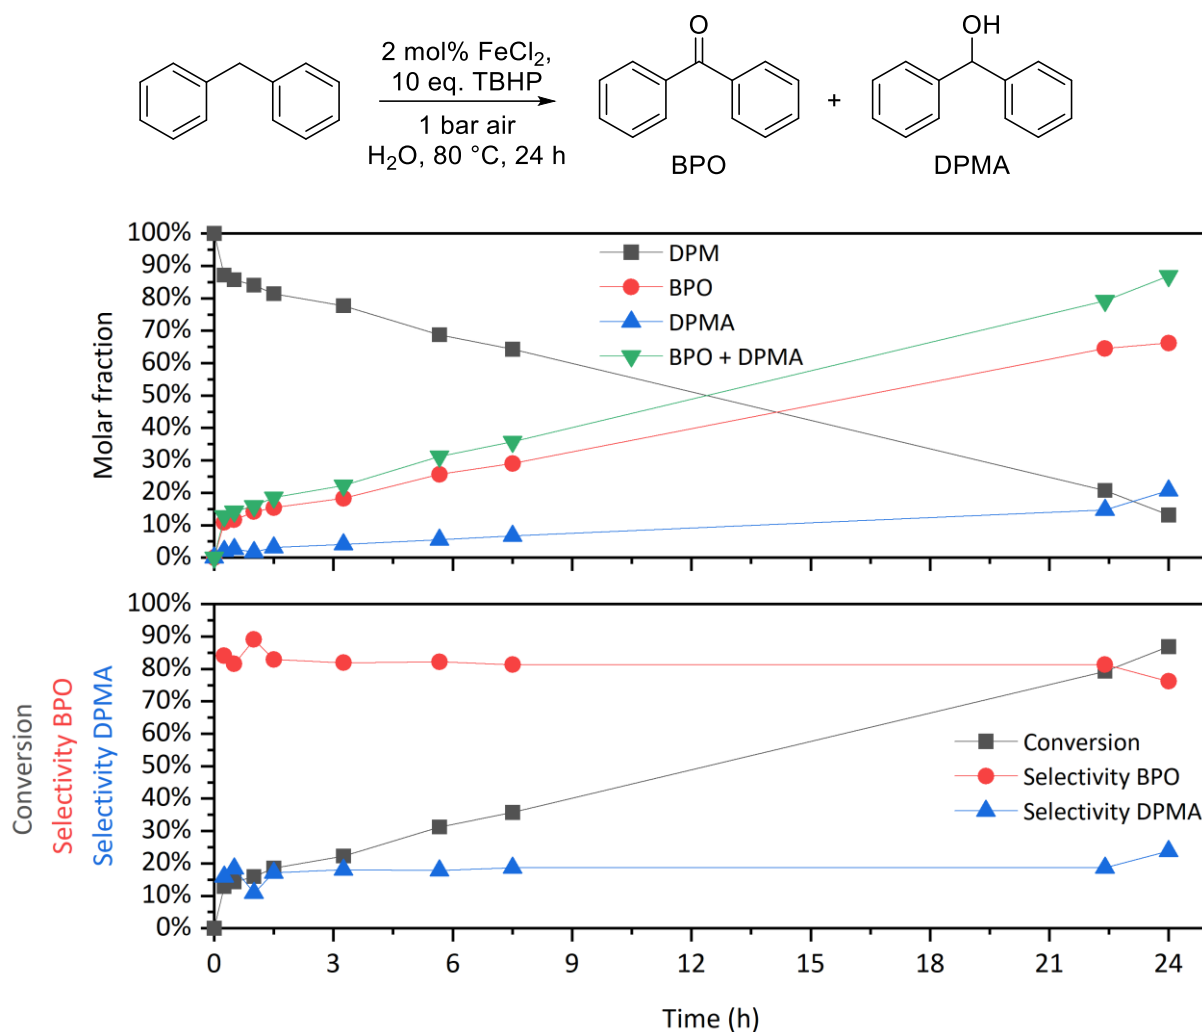 O
OH
2 mol% FeCl₂,
10 eq. TBHP
1 bar air
H₂O, 80 °C, 24 h
+
BPO
DPMA
100%
90%
80%
70%
60%
50%
40%
30%
20%
10%
0%
Molar fraction
DPM
BPO
DPMA
BPO + DPMA
100%
90%
80%
70%
60%
50%
40%
30%
20%
10%
0%
Conversion
Selectivity BPO
Selectivity DPMA
Conversion
Selectivity BPO
Selectivity DPMA
0 3 6 9 12 15 18 21 24
Time (h)